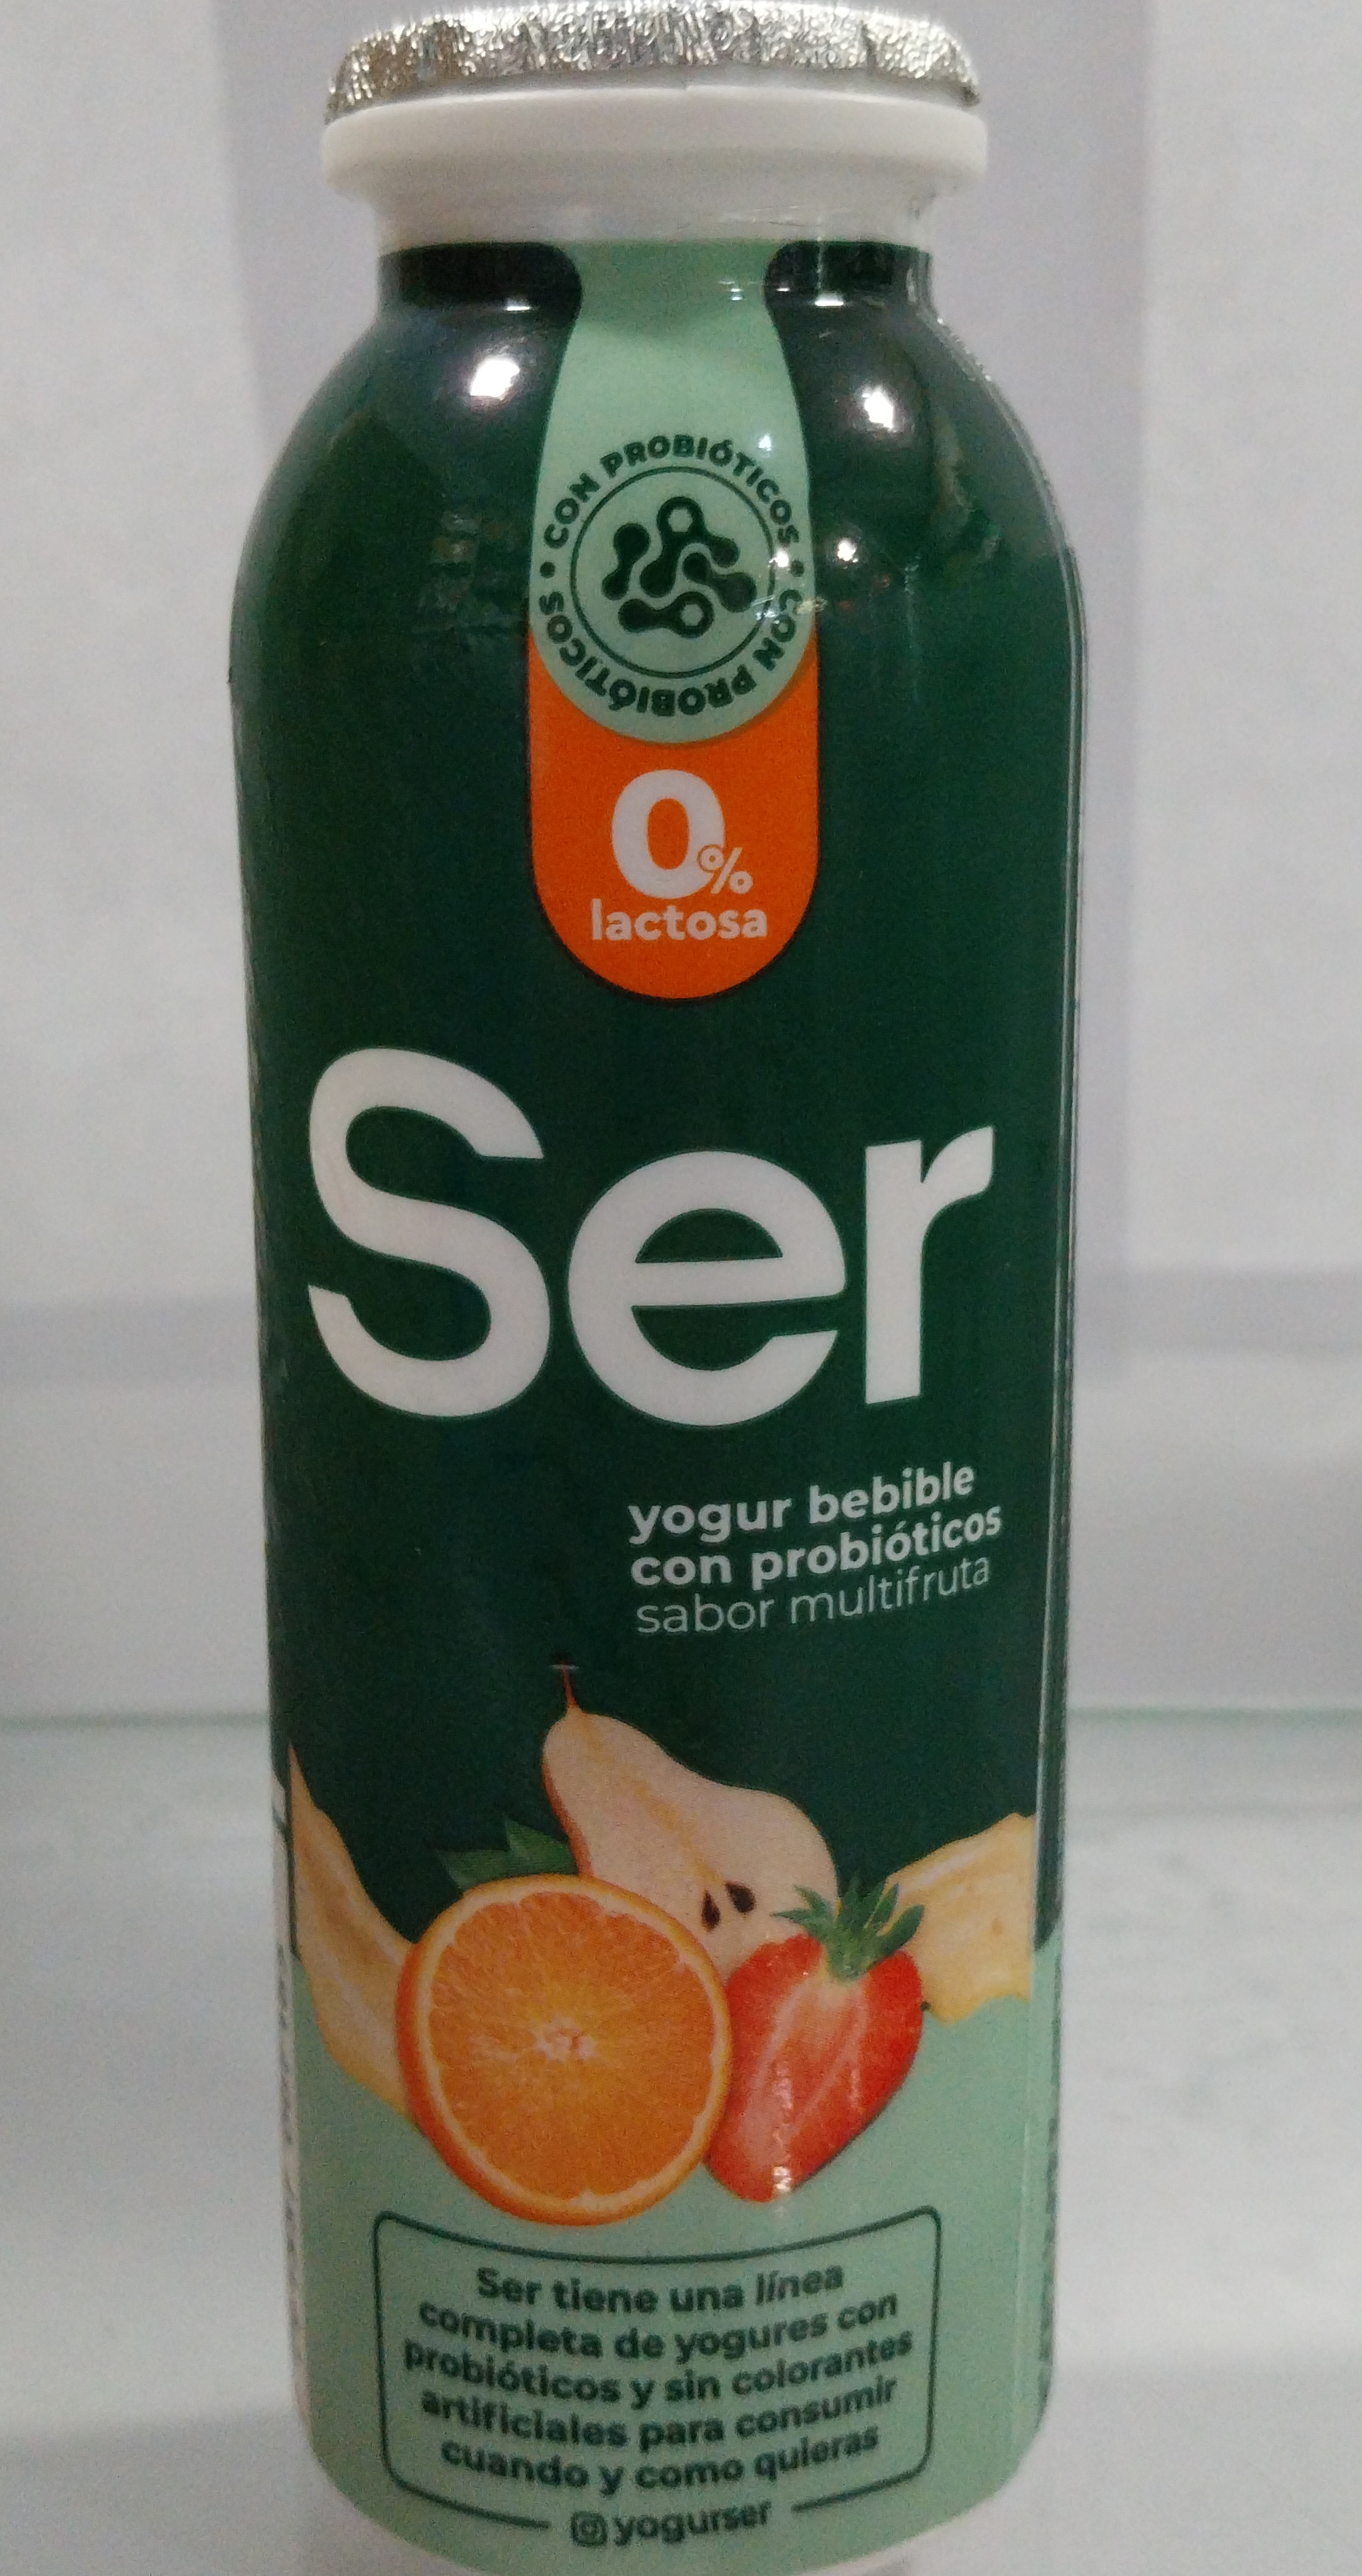 • CON PROBIÓTICOS • CON PROBIÓTICOS
0%
lactosa
Ser
yogur bebible
con probióticos
sabor multifruta
Ser tiene una línea
completa de yogures con
probióticos y sin colorantes
artificiales para consumir
cuando y como quieras
@yogurser